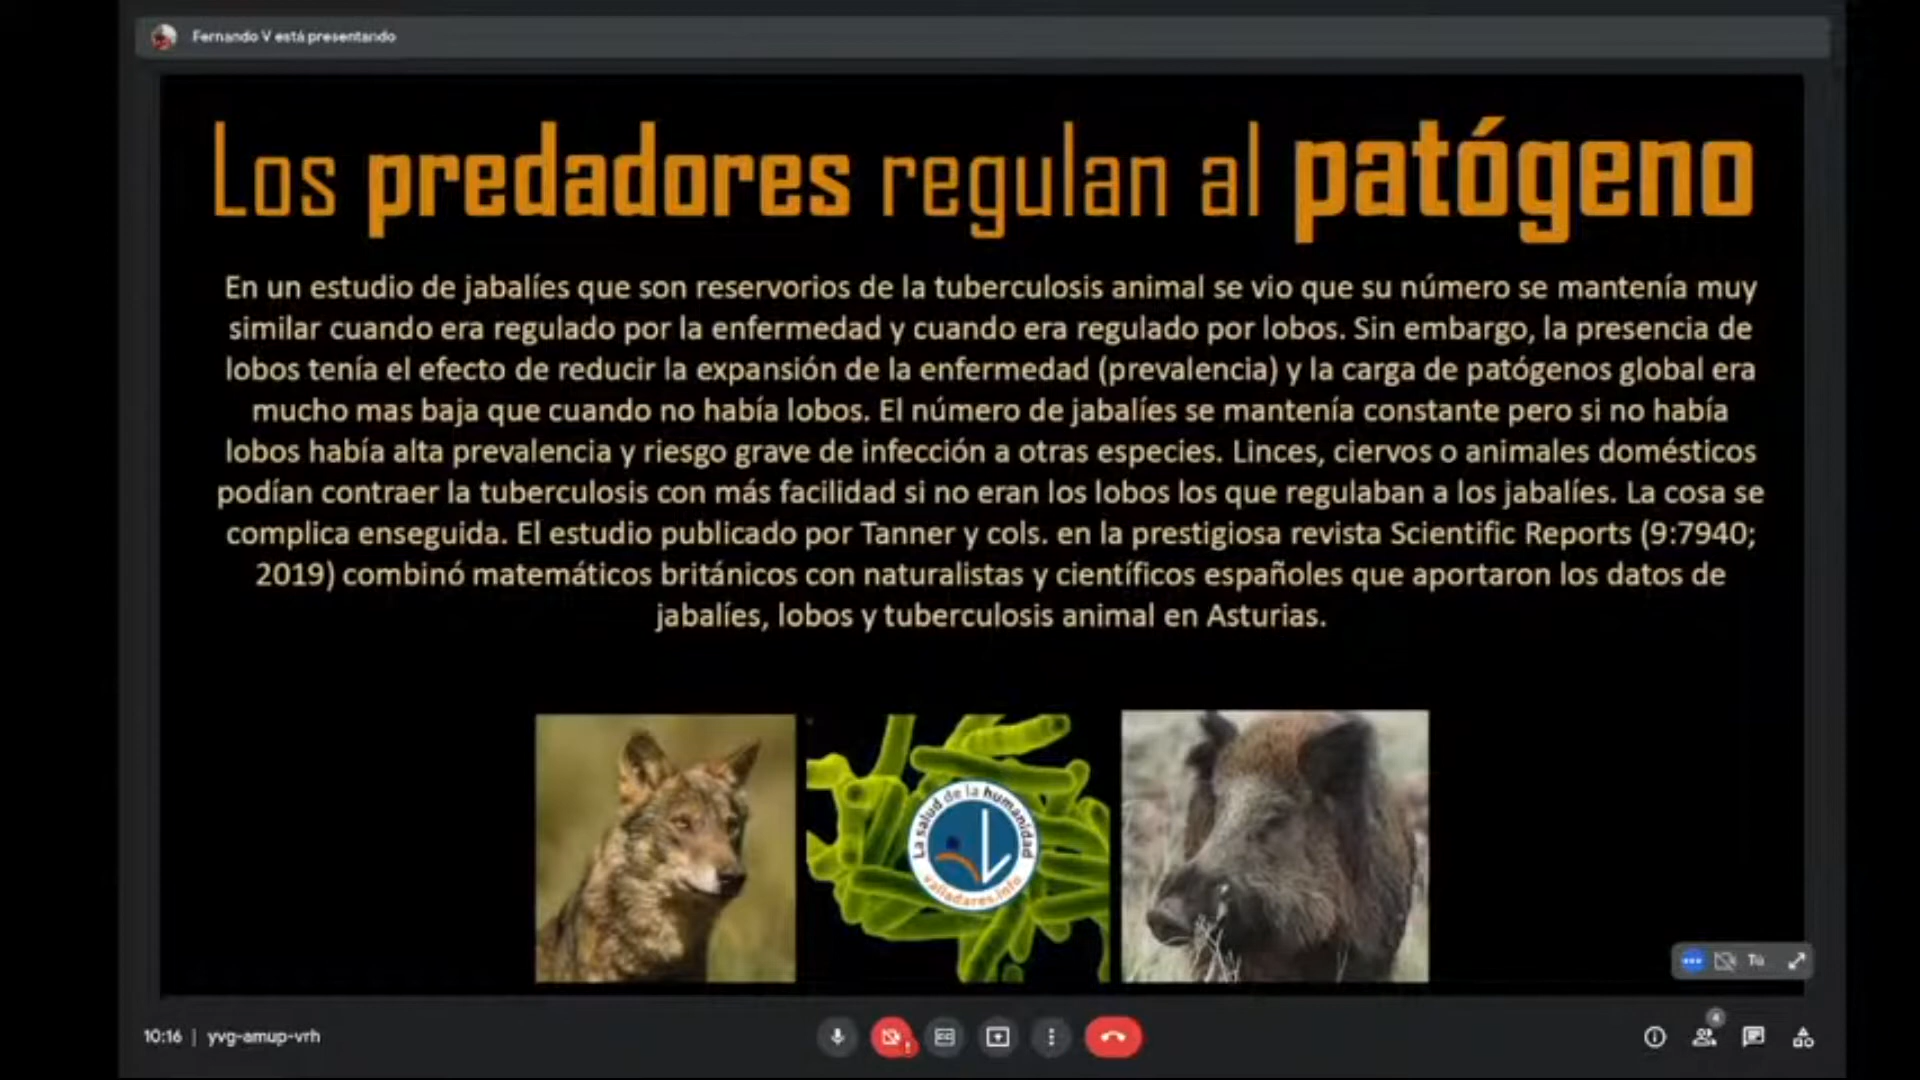 Fernando V está presentando
Los predadores regulan al patógeno
En un estudio de jabalíes que son reservorios de la tuberculosis animal se vio que su número se mantenía muy
similar cuando era regulado por la enfermedad y cuando era regulado por lobos. Sin embargo, la presencia de
lobos tenía el efecto de reducir la expansión de la enfermedad (prevalencia) y la carga de patógenos global era
mucho mas baja que cuando no había lobos. El número de jabalíes se mantenía constante pero si no había
lobos había alta prevalencia y riesgo grave de infección a otras especies. Linces, ciervos o animales domésticos
podían contraer la tuberculosis con más facilidad si no eran los lobos los que regulaban a los jabalíes. La cosa se
complica enseguida. El estudio publicado por Tanner y cols. en la prestigiosa revista Scientific Reports (9:7940;
2019) combinó matemáticos británicos con naturalistas y científicos españoles que aportaron los datos de
jabalíes, lobos y tuberculosis animal en Asturias.
La salud de la humanidad
valladares.info
Tú
10:16 | yvg-amup-vrh
4